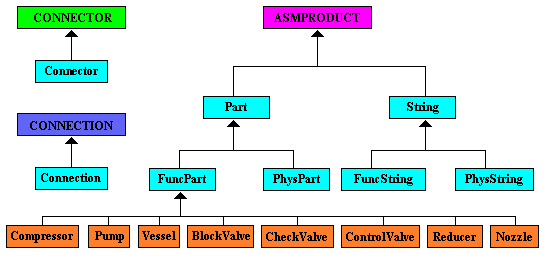 CONNECTOR
ASMPRODUCT
Connector
Part
String
CONNECTION
Connection
FuncPart
PhysPart
FuncString
PhysString
Compressor
Pump
Vessel
BlockValve
CheckValve
ControlValve
Reducer
Nozzle